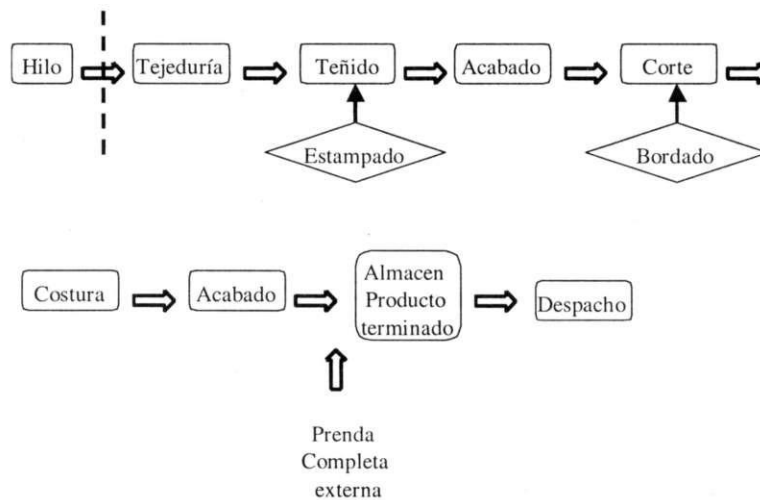 Hilo
Tejeduría
Teñido
Acabado
Corte
Estampado
Bordado
Costura
Acabado
Almacen
Producto
terminado
Despacho
Prenda
Completa
externa